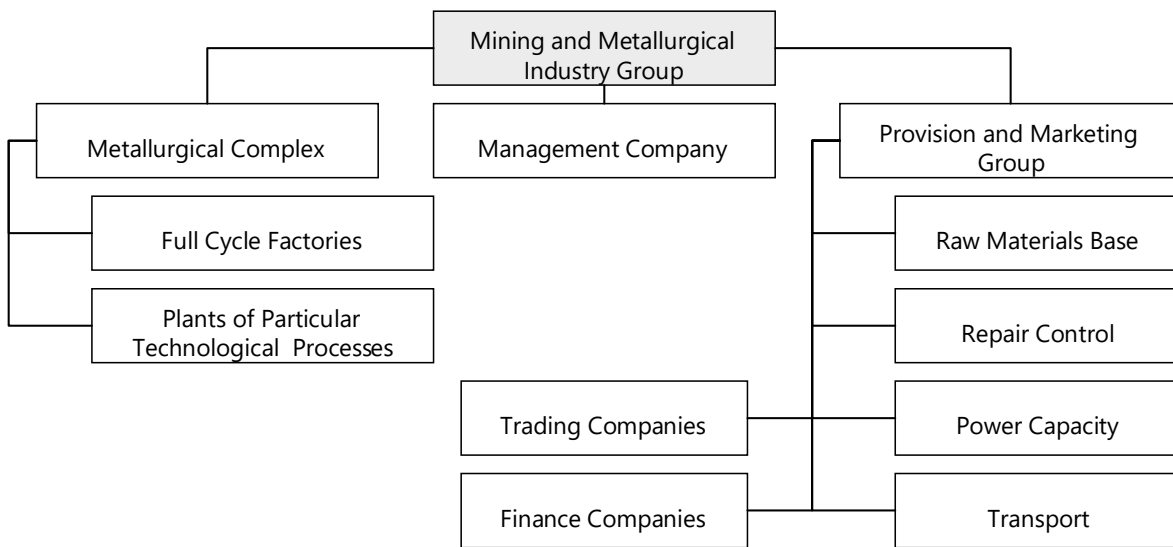 Mining and Metallurgical
Industry Group
Metallurgical Complex
Management Company
Provision and Marketing
Group
Full Cycle Factories
Raw Materials Base
Plants of Particular
Technological Processes
Repair Control
Trading Companies
Power Capacity
Finance Companies
Transport